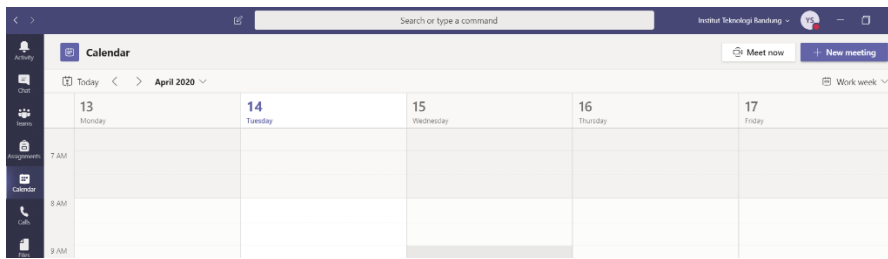 Search or type a command
Institut Teknologi Bandung
YS
Activity
Chat
Teams
Assignments
Calendar
Calls
Files
Calendar
Meet now
+ New meeting
Today
April 2020
Work week
13
Monday
14
Tuesday
15
Wednesday
16
Thursday
17
Friday
7 AM
8 AM
9 AM